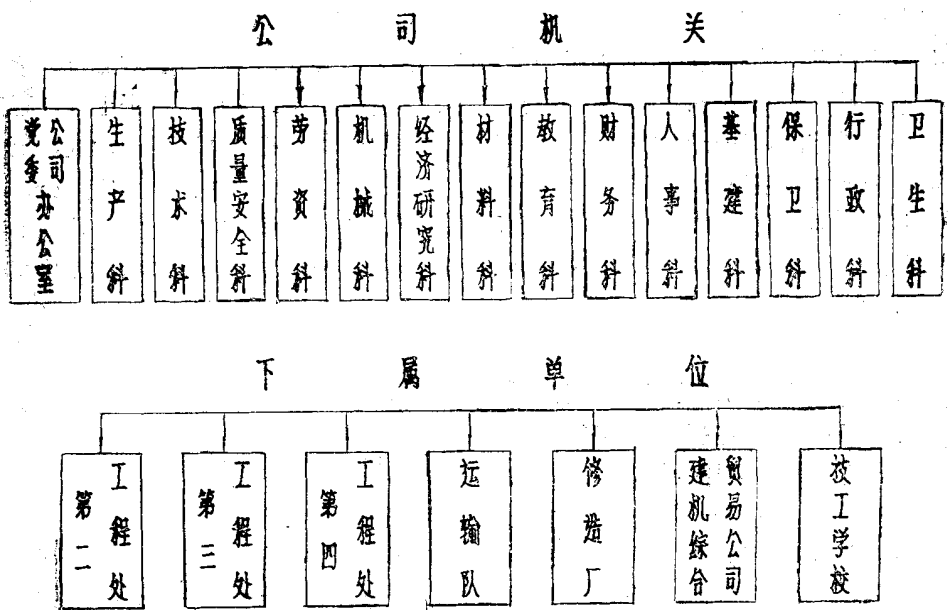 公司机关
党委公司办公室
生产科
技术科
质量安全科
劳资科
机械科
经济研究科
材料科
教育科
财务科
人事科
基建科
保卫科
行政科
卫生科
下属单位
第二工程处
第三工程处
第四工程处
运输队
修造厂
建机综合贸易公司
技工学校